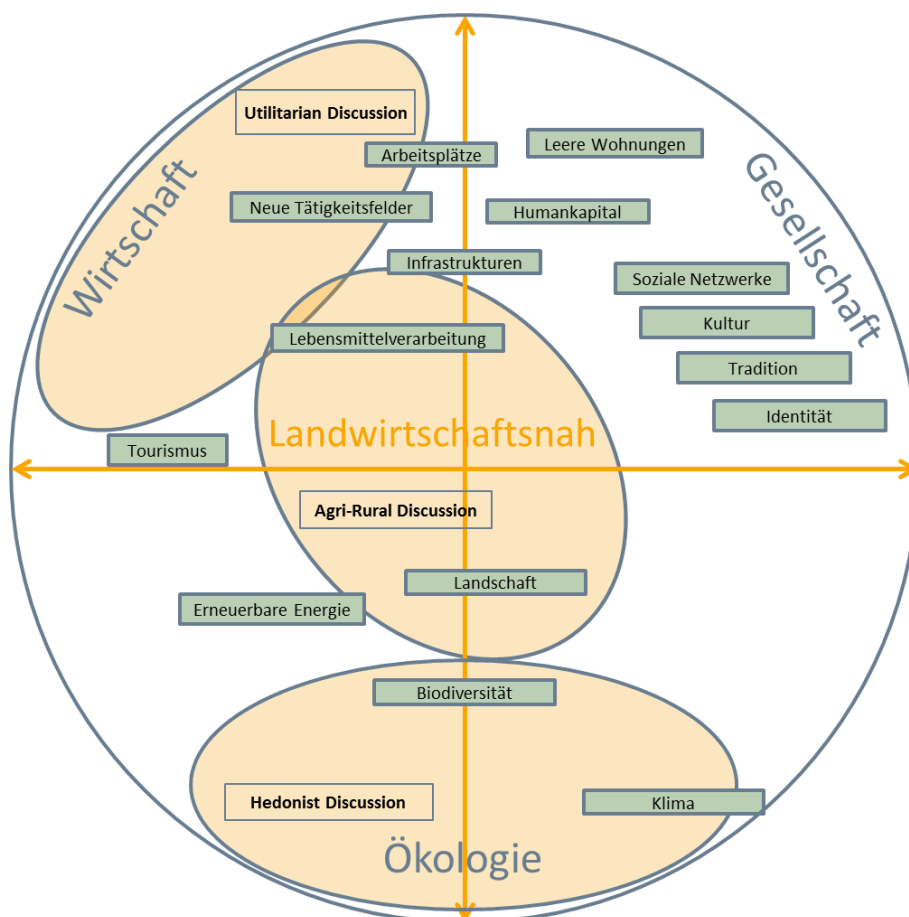 Utilitarian Discussion
Arbeitsplätze
Leere Wohnungen
Wirtschaft
Gesellschaft
Neue Tätigkeitsfelder
Humankapital
Infrastrukturen
Soziale Netzwerke
Kultur
Lebensmittelverarbeitung
Tradition
Identität
Landwirtschaftsnah
Tourismus
Agri-Rural Discussion
Landschaft
Erneuerbare Energie
Biodiversität
Hedonist Discussion
Klima
Ökologie